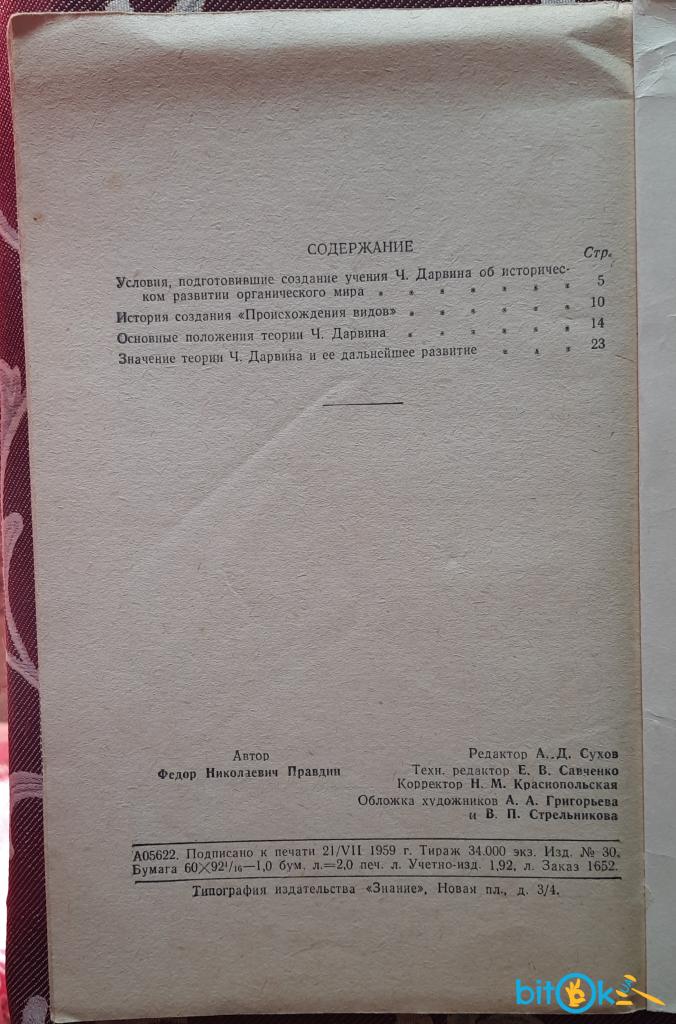 СОДЕРЖАНИЕ
Стр.
Условия, подготовившие создание учения Ч. Дарвина об историчес-
ком развитии органического мира . . . . . . . 5
История создания «Происхождения видов» . . . . . . 10
Основные положения теории Ч. Дарвина . . . . . . 14
Значение теории Ч. Дарвина и ее дальнейшее развитие . . . 23
Автор
Федор Николаевич Правдин
Редактор А. Д. Сухов
Техн. редактор Е. В. Савченко
Корректор Н. М. Краснопольская
Обложка художников А. А. Григорьева
и В. П. Стрельникова
А05622. Подписано к печати 21/VII 1959 г. Тираж 34.000 экз. Изд. № 30.
Бумага 60×92¹/₁₆—1,0 бум. л.=2,0 печ. л. Учетно-изд. 1,92, л. Заказ 1652.
Типография издательства «Знание», Новая пл., д. 3/4.
bitok